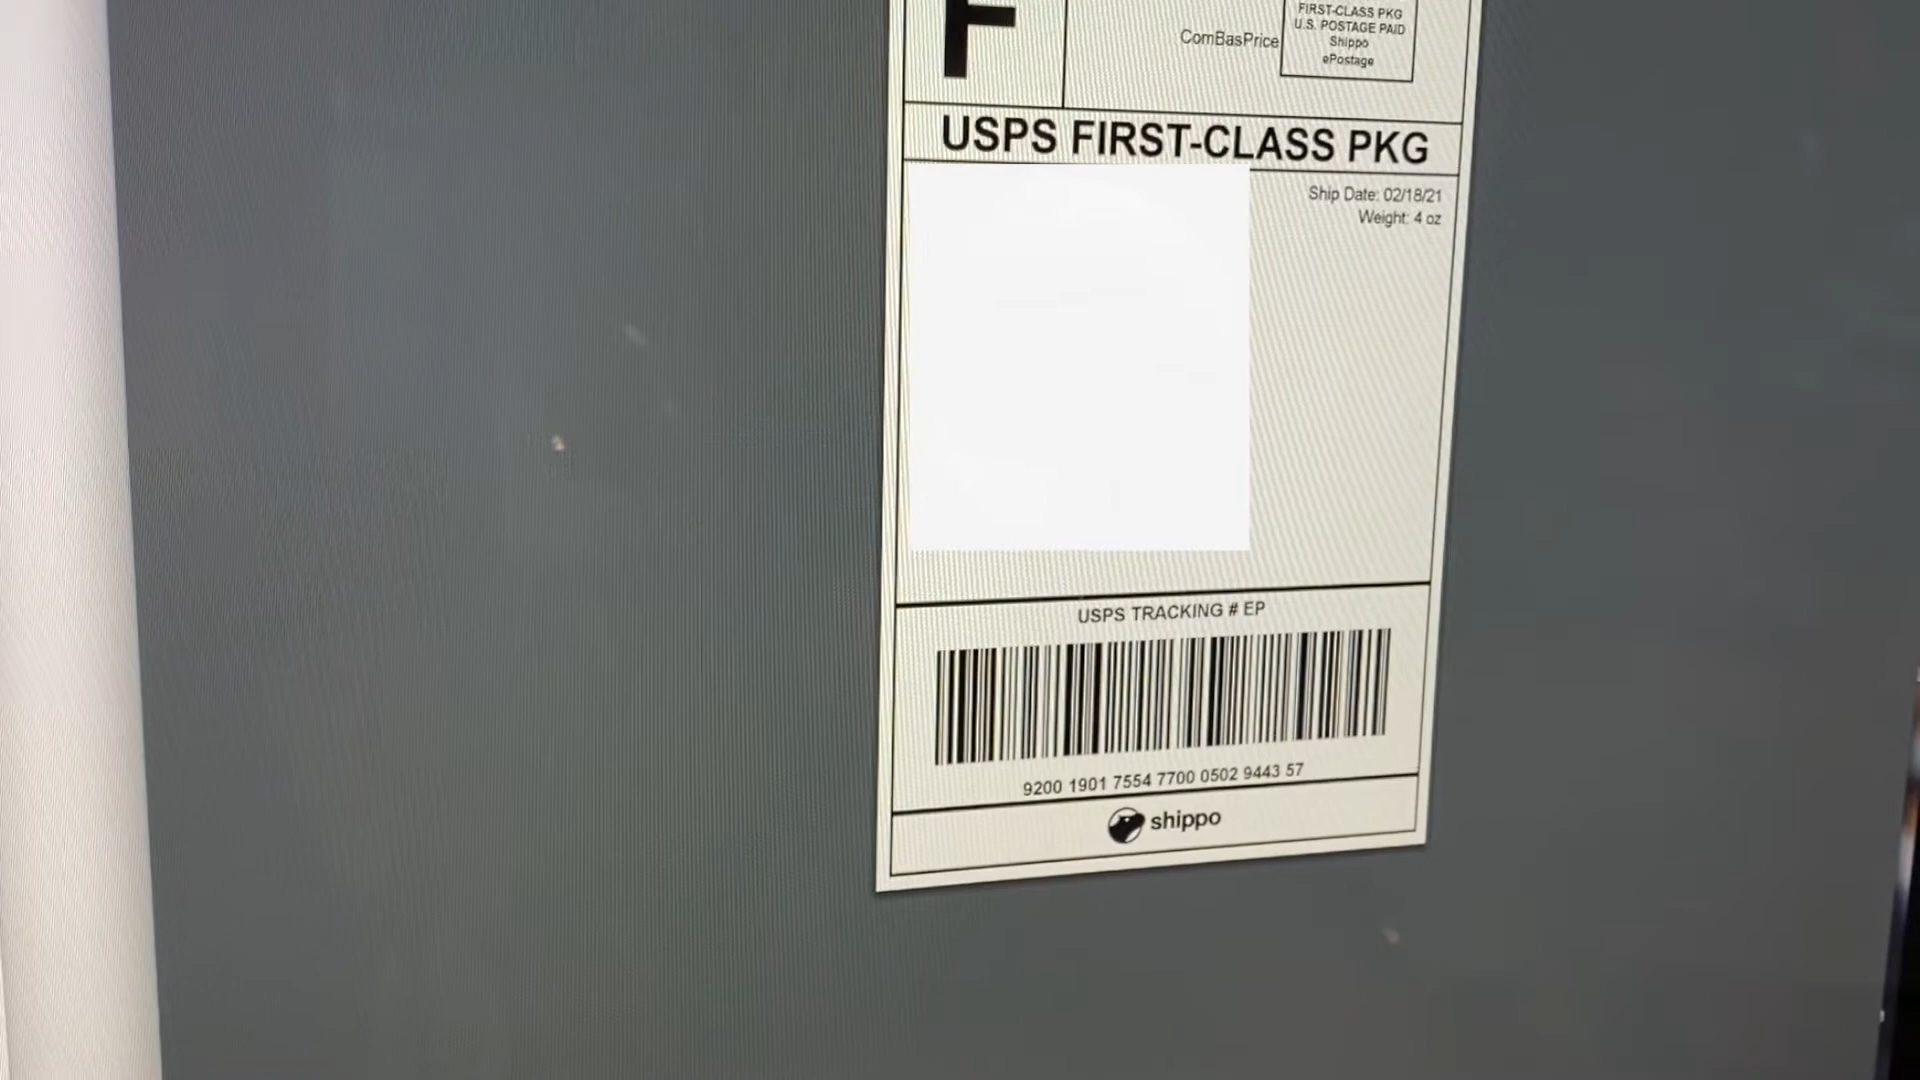 F
FIRST-CLASS PKG
U.S. POSTAGE PAID
Shippo
ePostage
ComBasPrice
USPS FIRST-CLASS PKG
Ship Date: 02/18/21
Weight: 4 oz
USPS TRACKING # EP
9200 1901 7554 7700 0502 9443 57
shippo